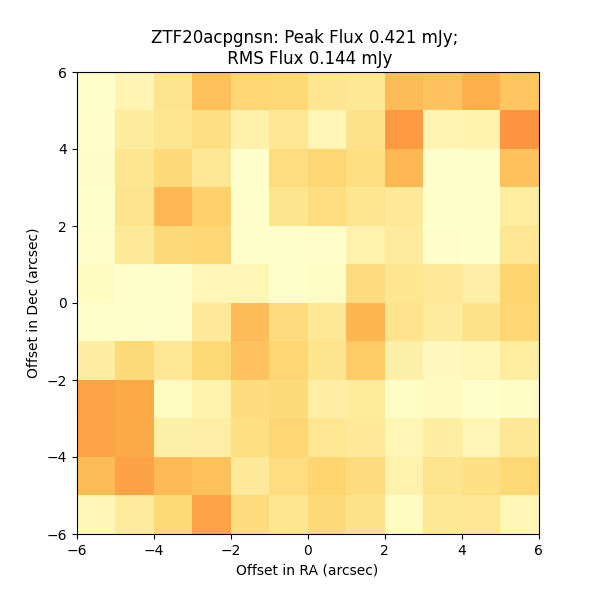 ZTF20acpgnsn: Peak Flux 0.421 mJy;
RMS Flux 0.144 mJy
6
4
2
0
−2
−4
−6
Offset in Dec (arcsec)
−6 −4 −2 0 2 4 6
Offset in RA (arcsec)